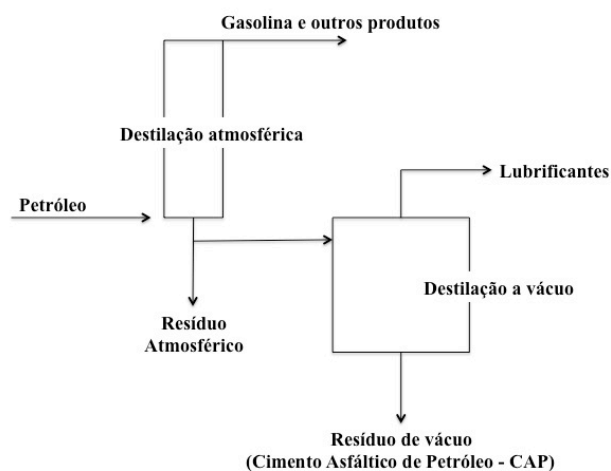 Gasolina e outros produtos
Destilação atmosférica
Lubrificantes
Petróleo
Destilação a vácuo
Resíduo
Atmosférico
Resíduo de vácuo
(Cimento Asfáltico de Petróleo - CAP)